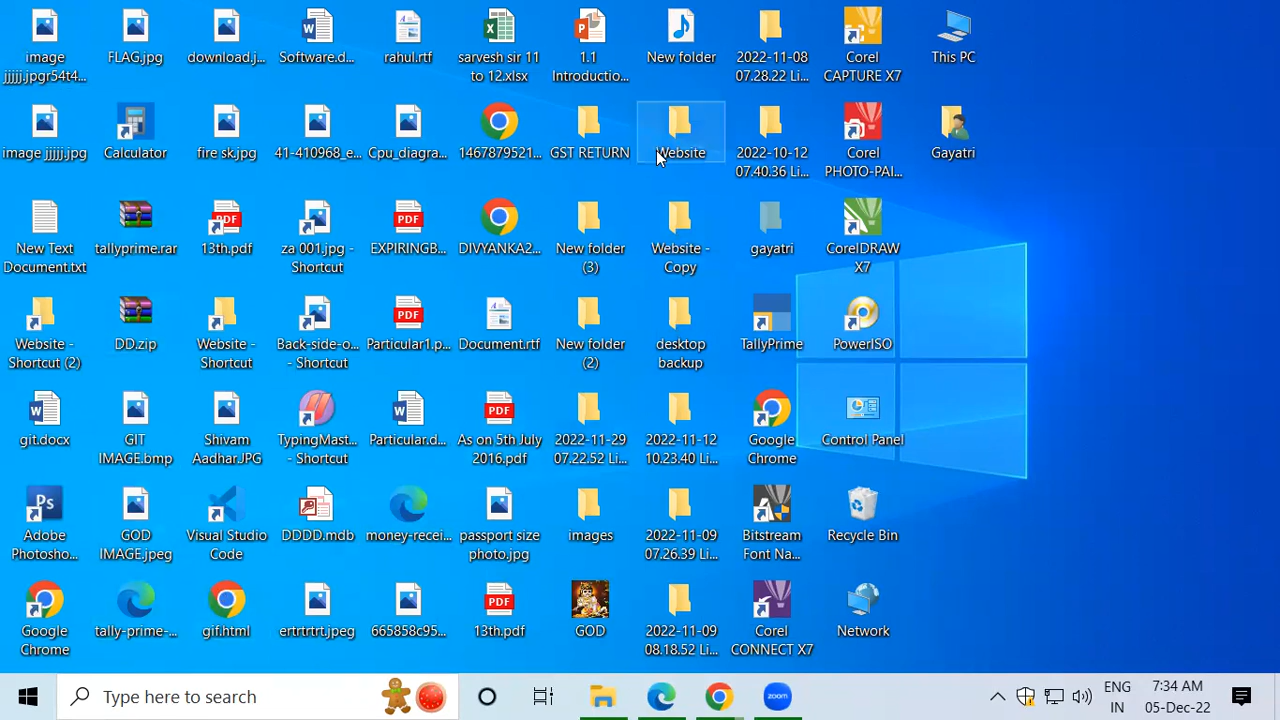 image
jjjjj.jpgr54t4...
FLAG.jpg
download.j...
Software.d...
rahul.rtf
sarvesh sir 11
to 12.xlsx
1.1
Introductio...
New folder
2022-11-08
07.28.22 Li...
Corel
CAPTURE X7
This PC
image jjjjj.jpg
Calculator
fire sk.jpg
41-410968_e...
Cpu_diagra...
1467879521...
GST RETURN
Website
2022-10-12
07.40.36 Li...
Corel
PHOTO-PAI...
Gayatri
New Text
Document.txt
tallyprime.rar
13th.pdf
za 001.jpg -
Shortcut
EXPIRINGB...
DIVYANKA2...
New folder
(3)
Website -
Copy
gayatri
CorelDRAW
X7
Website -
Shortcut (2)
DD.zip
Website -
Shortcut
Back-side-o...
- Shortcut
Particular1.p...
Document.rtf
New folder
(2)
desktop
backup
TallyPrime
PowerISO
git.docx
GIT
IMAGE.bmp
Shivam
Aadhar.JPG
TypingMast...
- Shortcut
Particular.d...
As on 5th July
2016.pdf
2022-11-29
07.22.52 Li...
2022-11-12
10.23.40 Li...
Google
Chrome
Control Panel
Adobe
Photosho...
GOD
IMAGE.jpeg
Visual Studio
Code
DDDD.mdb
money-recei...
passport size
photo.jpg
images
2022-11-09
07.26.39 Li...
Bitstream
Font Na...
Recycle Bin
Google
Chrome
tally-prime-...
gif.html
ertrtrtrt.jpeg
665858c95...
13th.pdf
GOD
2022-11-09
08.18.52 Li...
Corel
CONNECT X7
Network
Type here to search
zoom
ENG
IN
7:34 AM
05-Dec-22